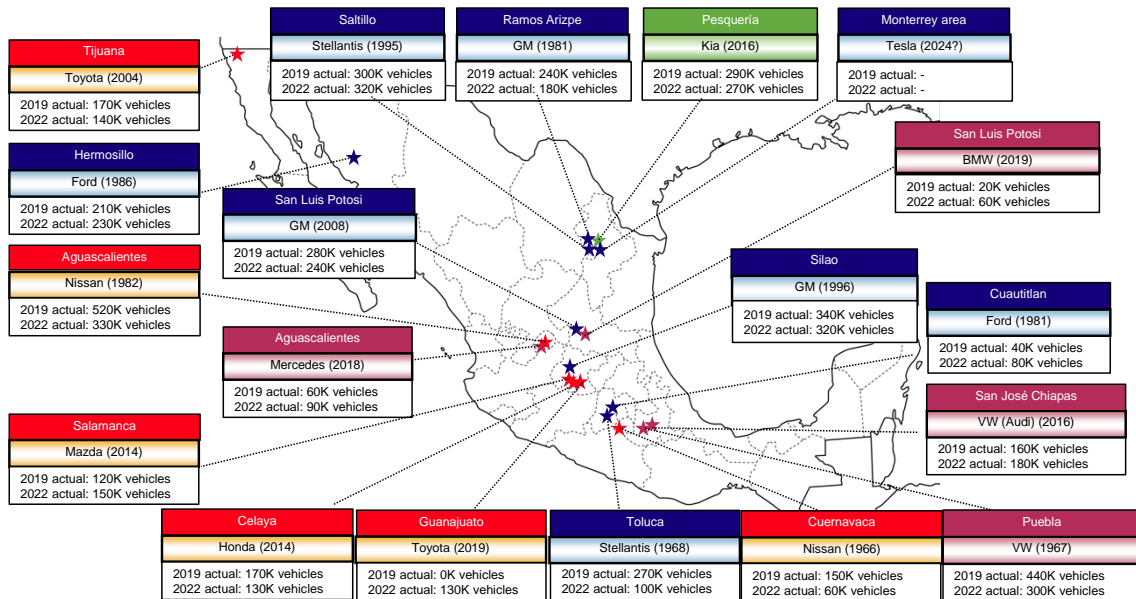 Saltillo
Stellantis (1995)
2019 actual: 300K vehicles
2022 actual: 320K vehicles
Ramos Arizpe
GM (1981)
2019 actual: 240K vehicles
2022 actual: 180K vehicles
Pesquería
Kia (2016)
2019 actual: 290K vehicles
2022 actual: 270K vehicles
Monterrey area
Tesla (2024?)
2019 actual: -
2022 actual: -
Tijuana
Toyota (2004)
2019 actual: 170K vehicles
2022 actual: 140K vehicles
San Luis Potosi
BMW (2019)
2019 actual: 20K vehicles
2022 actual: 60K vehicles
Hermosillo
Ford (1986)
2019 actual: 210K vehicles
2022 actual: 230K vehicles
San Luis Potosi
GM (2008)
2019 actual: 280K vehicles
2022 actual: 240K vehicles
Aguascalientes
Nissan (1982)
2019 actual: 520K vehicles
2022 actual: 330K vehicles
Silao
GM (1996)
2019 actual: 340K vehicles
2022 actual: 320K vehicles
Cuautitlan
Ford (1981)
2019 actual: 40K vehicles
2022 actual: 80K vehicles
Aguascalientes
Mercedes (2018)
2019 actual: 60K vehicles
2022 actual: 90K vehicles
San José Chiapas
VW (Audi) (2016)
2019 actual: 160K vehicles
2022 actual: 180K vehicles
Salamanca
Mazda (2014)
2019 actual: 120K vehicles
2022 actual: 150K vehicles
Celaya
Honda (2014)
2019 actual: 170K vehicles
2022 actual: 130K vehicles
Guanajuato
Toyota (2019)
2019 actual: 0K vehicles
2022 actual: 130K vehicles
Toluca
Stellantis (1968)
2019 actual: 270K vehicles
2022 actual: 100K vehicles
Cuernavaca
Nissan (1966)
2019 actual: 150K vehicles
2022 actual: 60K vehicles
Puebla
VW (1967)
2019 actual: 440K vehicles
2022 actual: 300K vehicles